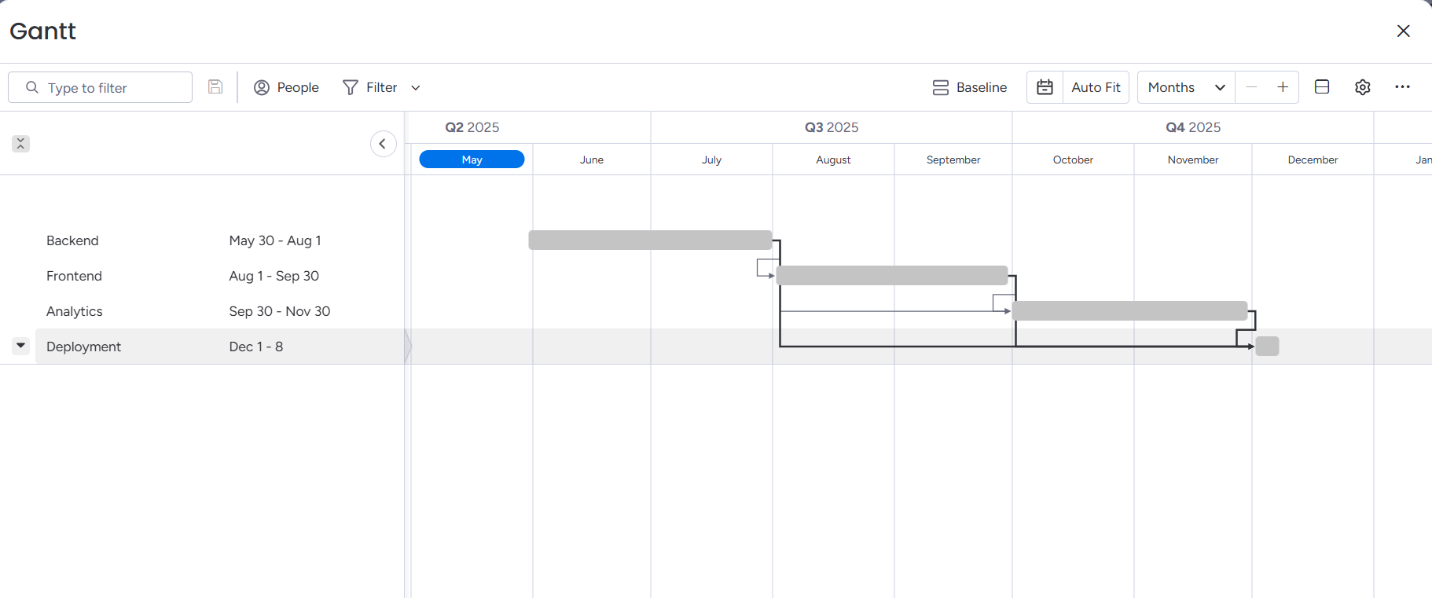 Gantt
Type to filter People Filter Baseline Auto Fit Months
Q2 2025 Q3 2025 Q4 2025
May June July August September October November December Jan
Backend May 30 - Aug 1
Frontend Aug 1 - Sep 30
Analytics Sep 30 - Nov 30
Deployment Dec 1 - 8